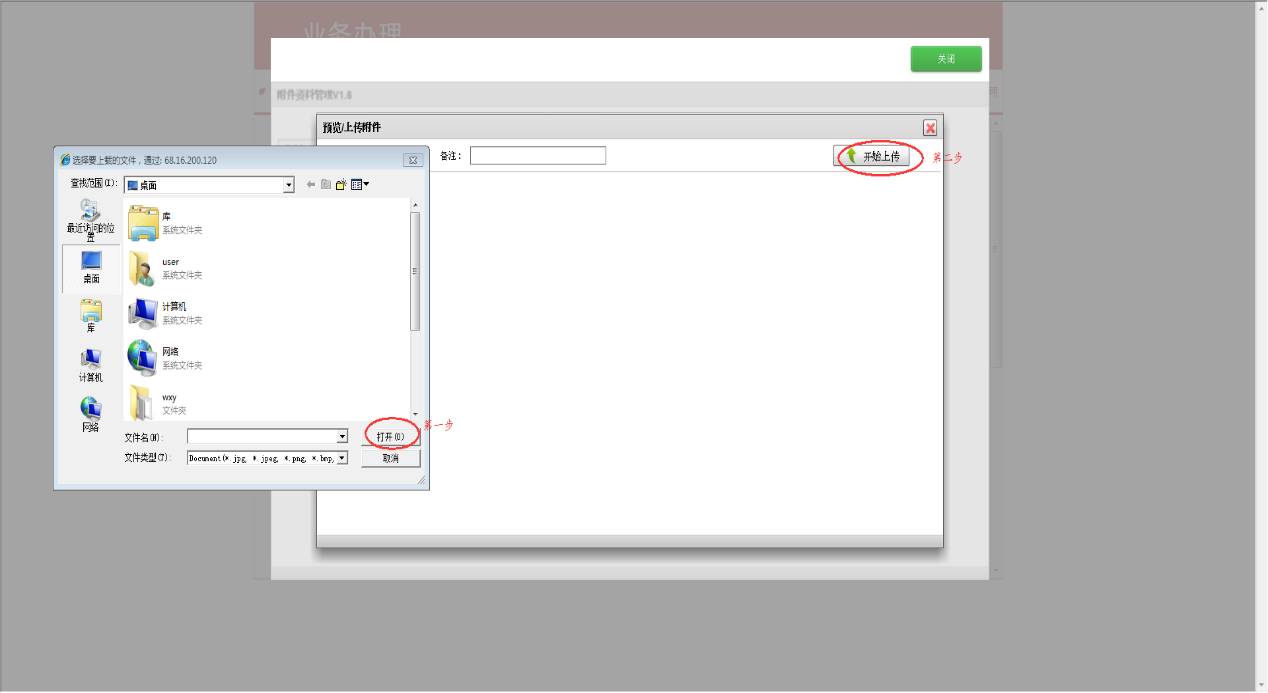 业务办理
关闭
附件资料管理V1.6
预览/上传附件
备注：
开始上传
第二步
选择要上载的文件，通过: 68.16.200.120
查找范围(I):
桌面
最近访问的位
置
桌面
库
计算机
网络
库
系统文件夹
user
系统文件夹
计算机
系统文件夹
网络
系统文件夹
wxy
文件夹
第一步
文件名(N):
打开(O)
文件类型(T):
Document(*.jpg, *.jpeg, *.png, *.bmp,
取消